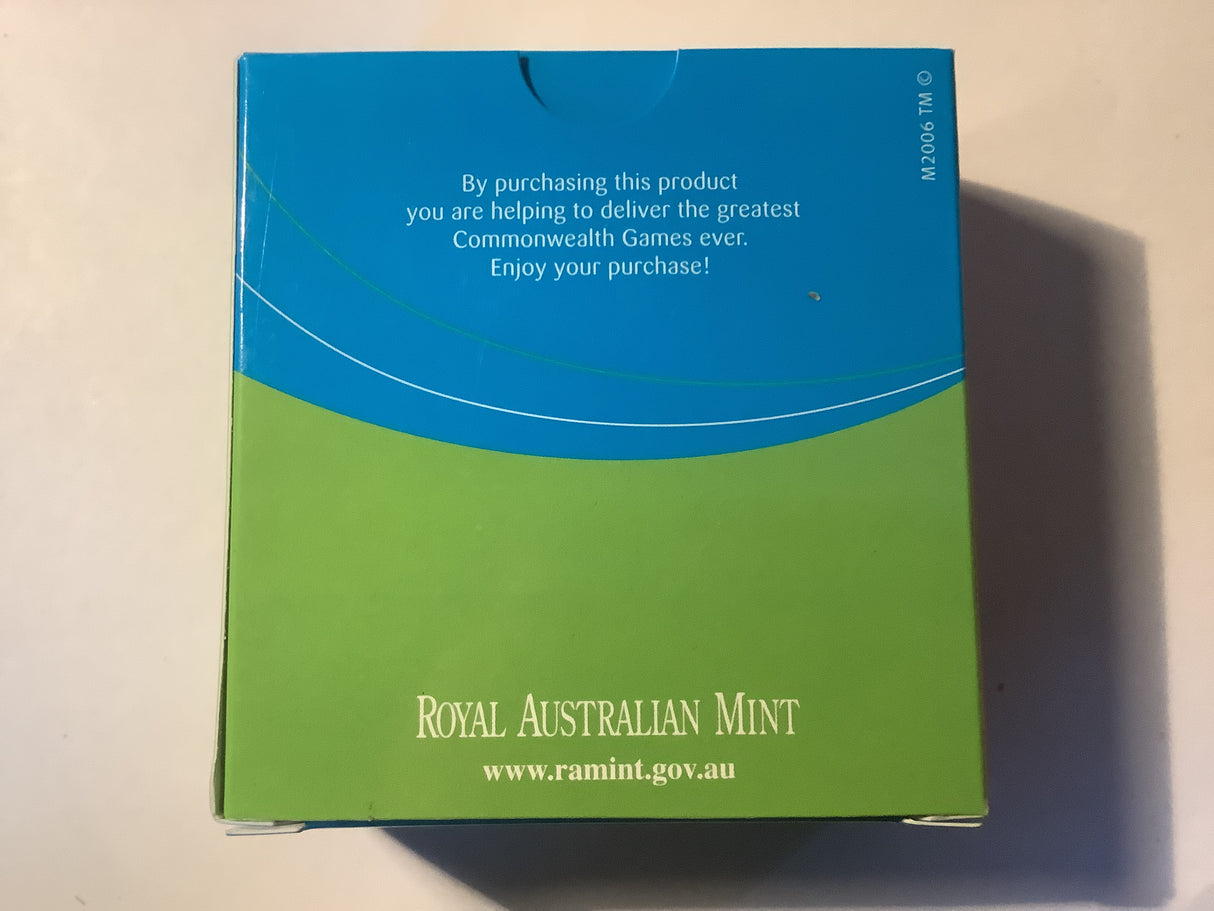 M2006 TM ©
By purchasing this product
you are helping to deliver the greatest
Commonwealth Games ever.
Enjoy your purchase!
ROYAL AUSTRALIAN MINT
www.ramint.gov.au